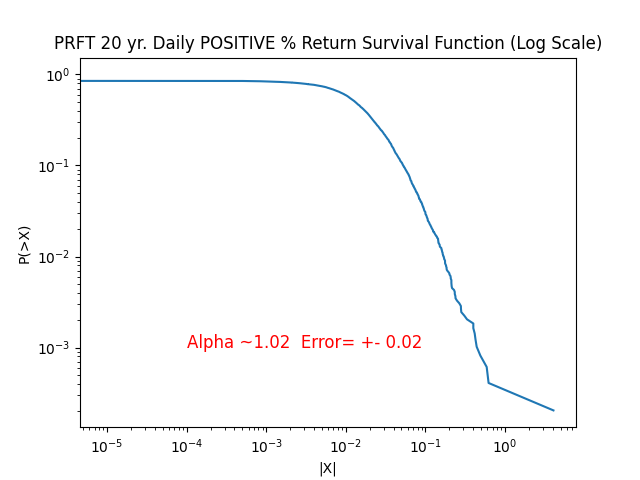 PRFT 20 yr. Daily POSITIVE % Return Survival Function (Log Scale)
10⁰
10⁻¹
10⁻²
10⁻³
P(>X)
Alpha ~1.02  Error= +- 0.02
10⁻⁵ 10⁻⁴ 10⁻³ 10⁻² 10⁻¹ 10⁰
|X|